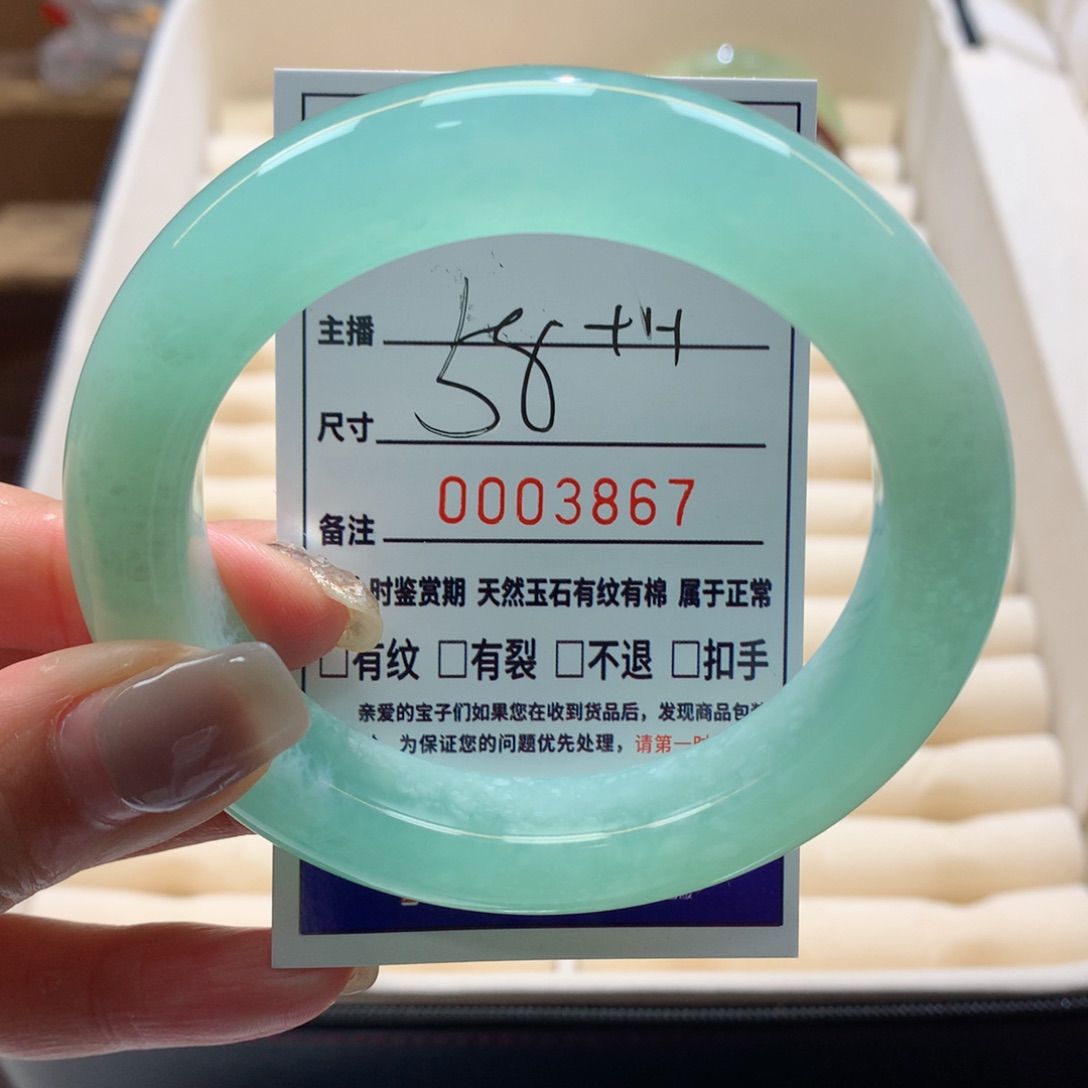 主播
尺寸 56
备注 0003867
时鉴赏期 天然玉石有纹有棉 属于正常
□有纹 □有裂 □不退 □扣手
亲爱的宝子们如果您在收到货品后，发现商品包
为保证您的问题优先处理，请第一时